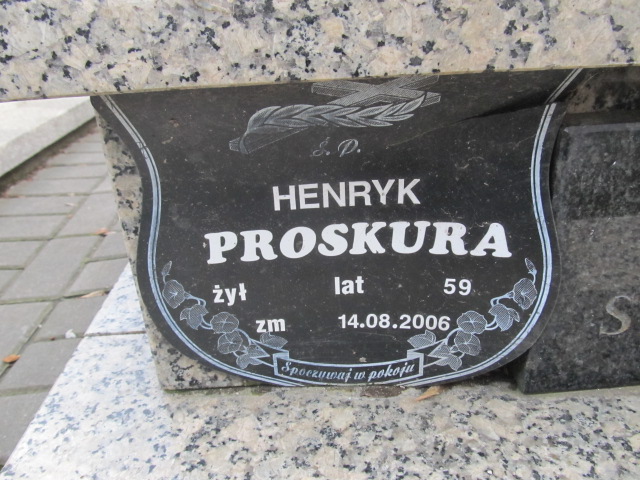 Ś. P.
HENRYK
PROSKURA
żył lat 59
zm 14.08.2006
Spoczywaj w pokoju
S